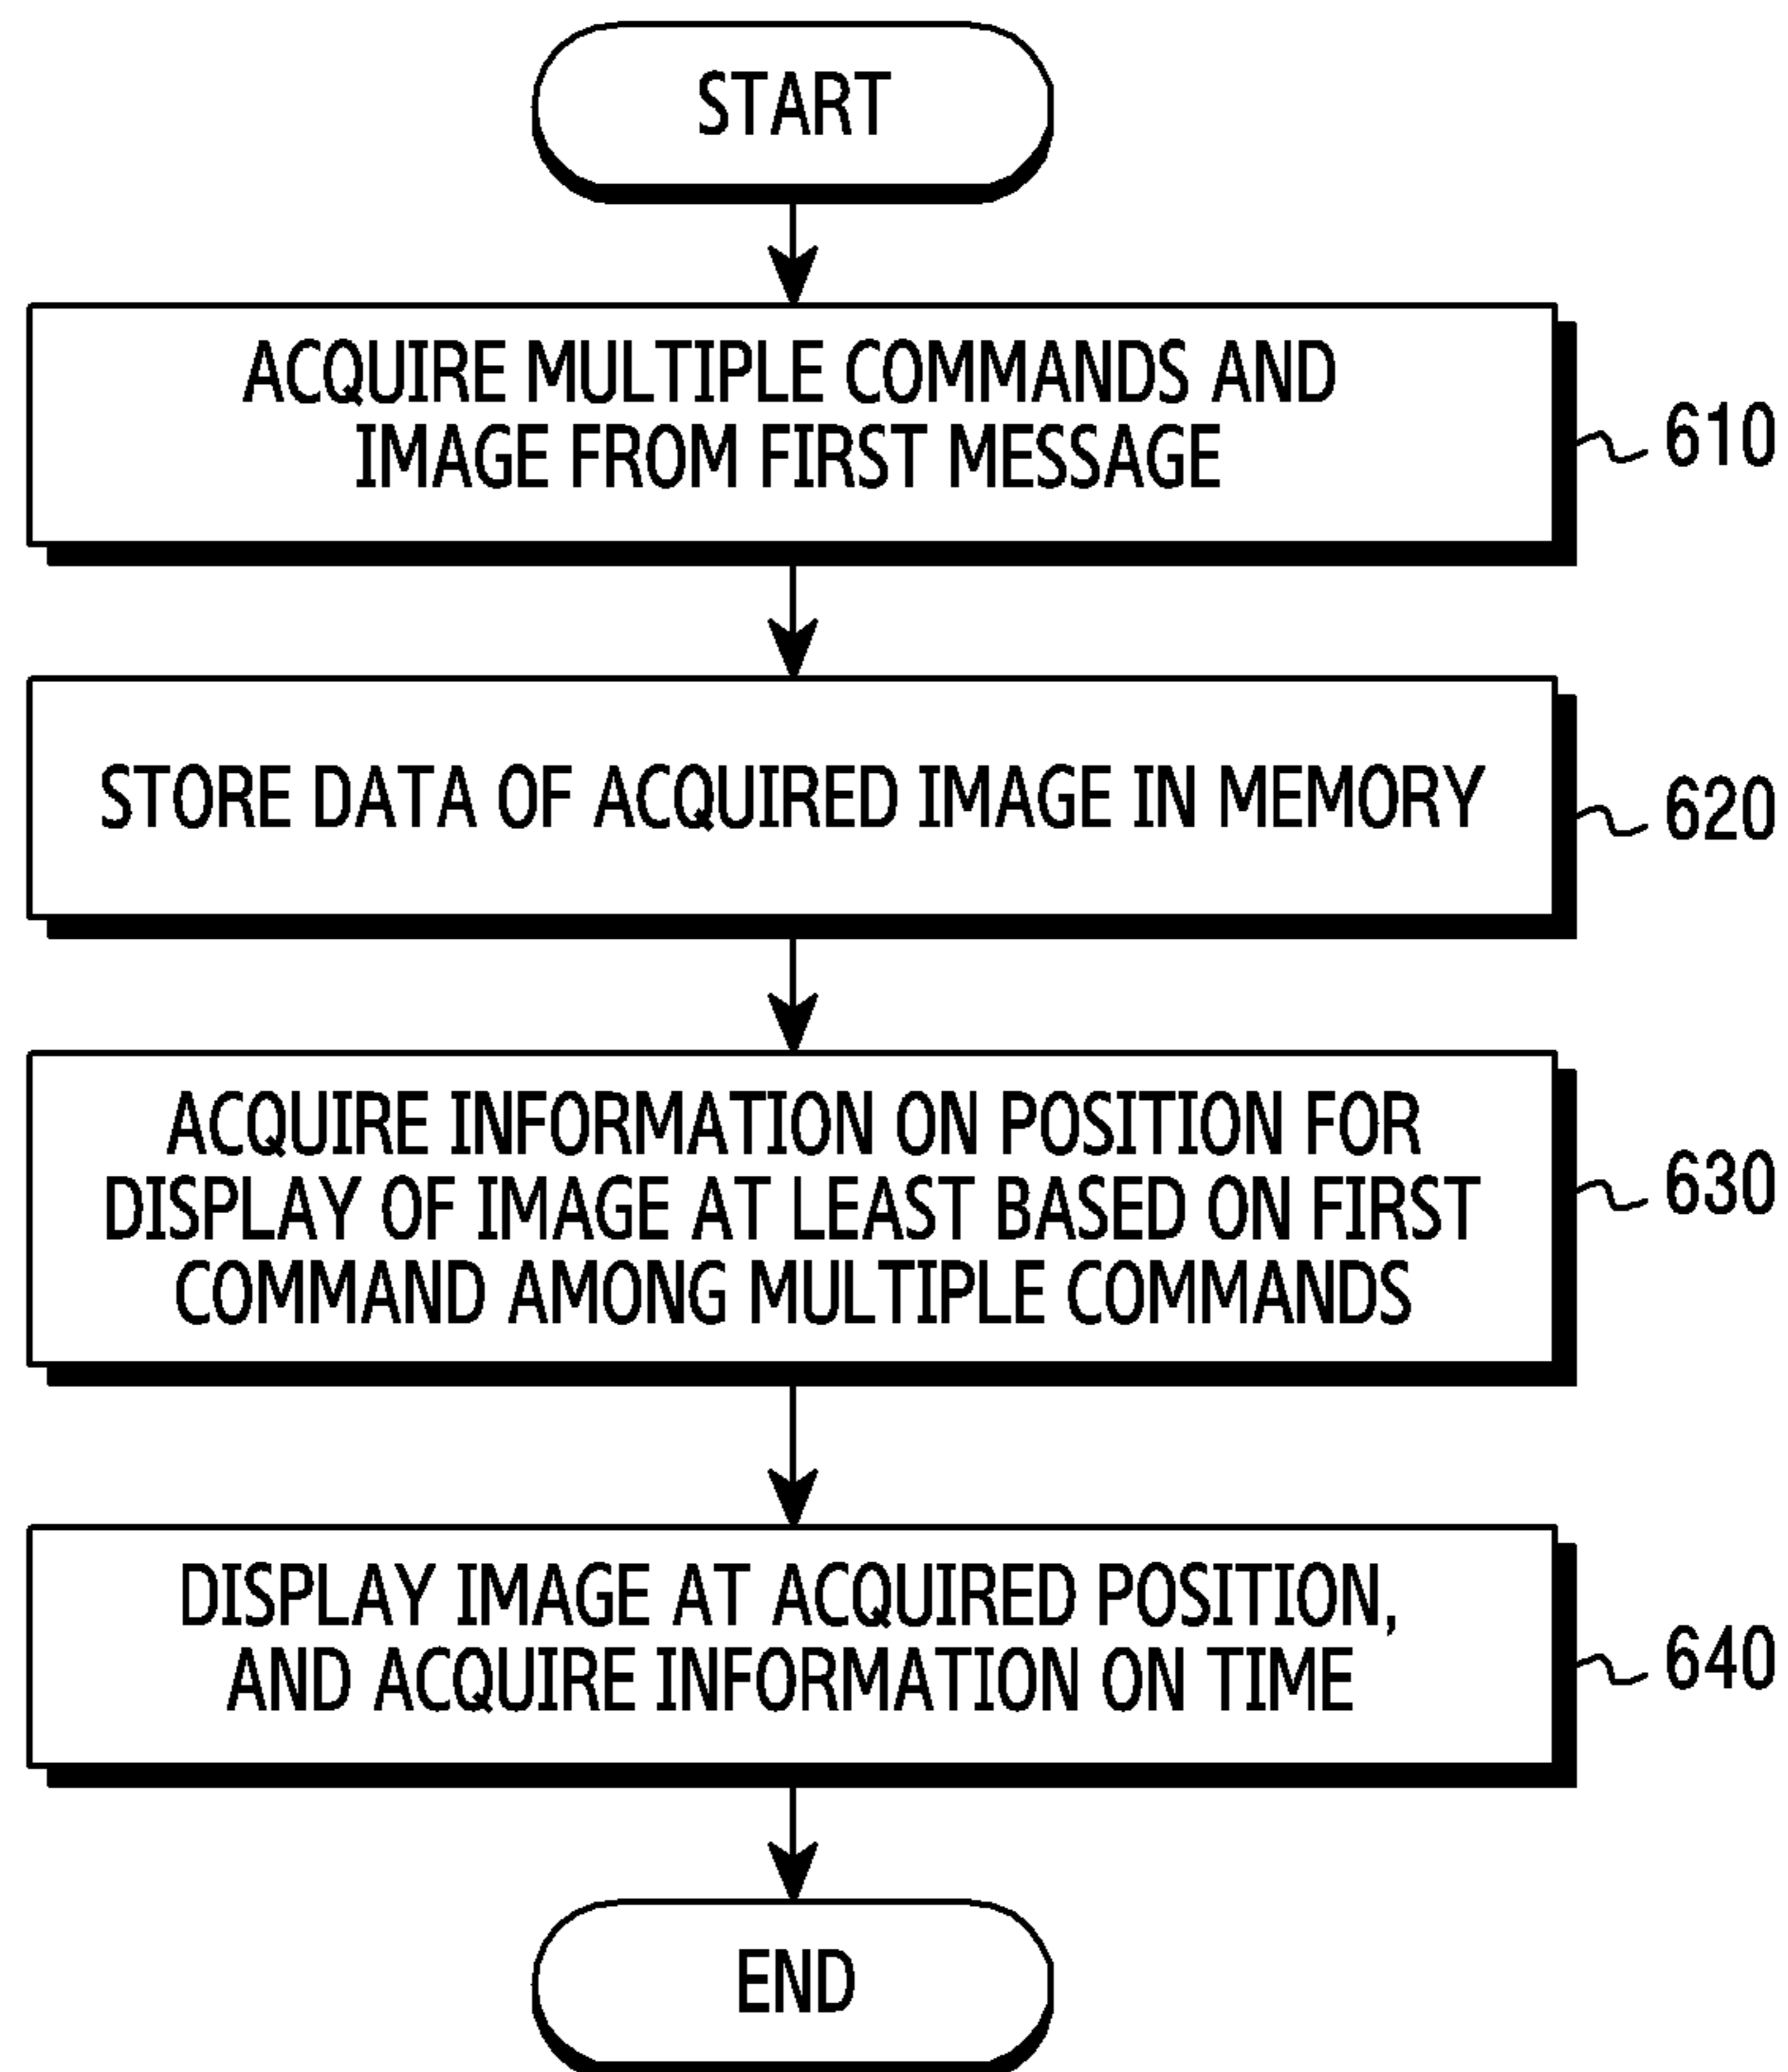 START
ACQUIRE MULTIPLE COMMANDS AND
IMAGE FROM FIRST MESSAGE
610
STORE DATA OF ACQUIRED IMAGE IN MEMORY
620
ACQUIRE INFORMATION ON POSITION FOR
DISPLAY OF IMAGE AT LEAST BASED ON FIRST
COMMAND AMONG MULTIPLE COMMANDS
630
DISPLAY IMAGE AT ACQUIRED POSITION,
AND ACQUIRE INFORMATION ON TIME
640
END